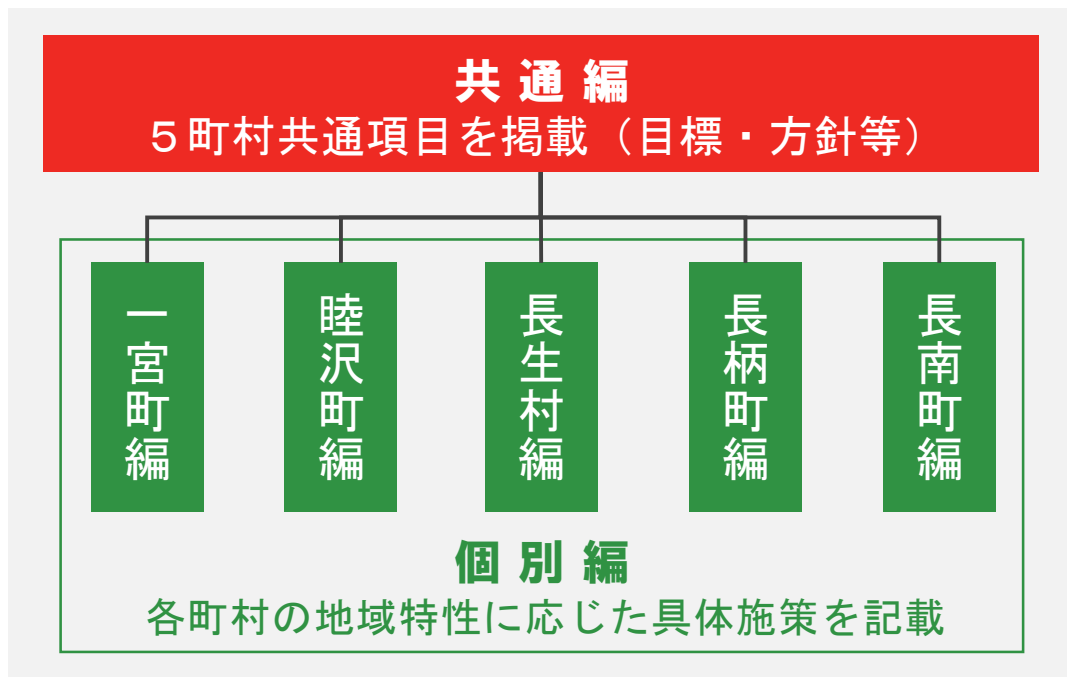 共通編
５町村共通項目を掲載（目標・方針等）
一宮町編
睦沢町編
長生村編
長柄町編
長南町編
個別編
各町村の地域特性に応じた具体施策を記載